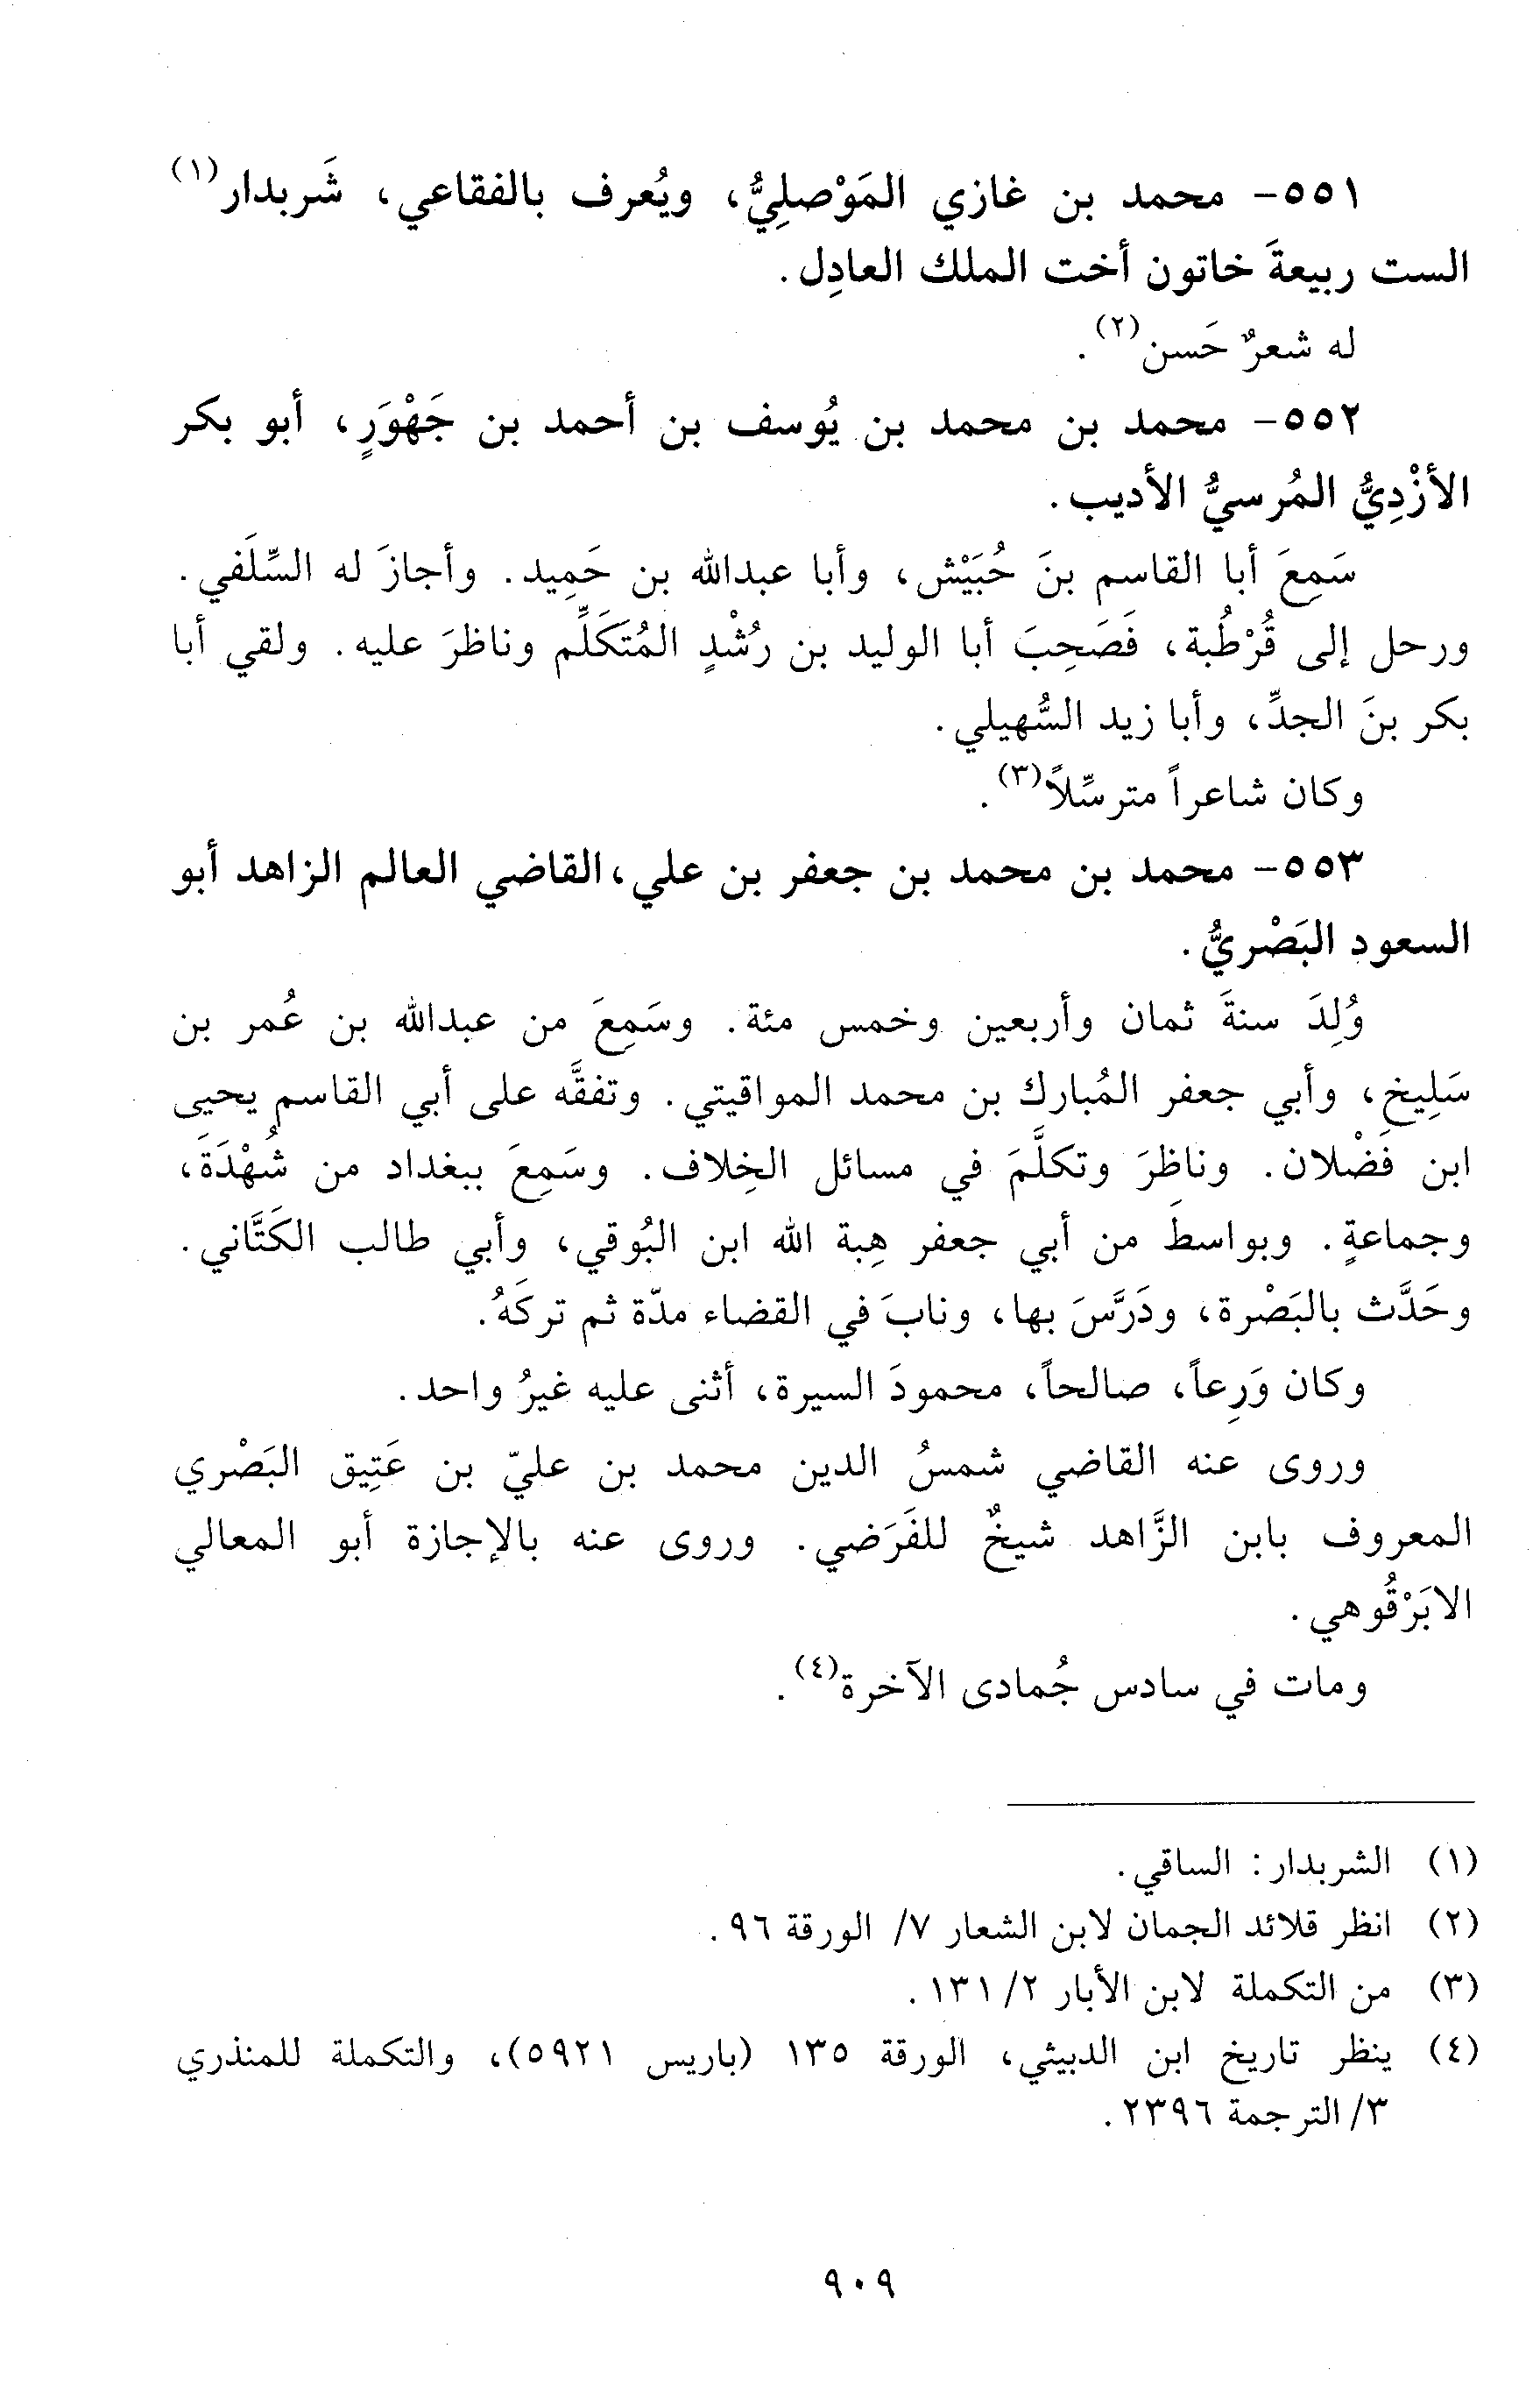 ٥٥١- محمد بن غازي المَوْصلِيُّ، ويُعرف بالفقاعي، شَربدار(١)
الست ربيعةَ خاتون أخت الملك العادِل.
له شعرٌ حَسن(٢).
٥٥٢- محمد بن محمد بن يُوسف بن أحمد بن جَهْوَرٍ، أبو بكر
الأزْدِيُّ المُرسيُّ الأديب.
سَمِعَ أبا القاسم بنَ حُبَيْش، وأبا عبدالله بن حَمِيد. وأجازَ له السِّلَفي.
ورحل إلى قُرْطُبة، فَصَحِبَ أبا الوليد بن رُشْدٍ المُتَكَلِّم وناظرَ عليه. ولقي أبا
بكر بنَ الجدِّ، وأبا زيد السُّهيلي.
وكان شاعراً مترسِّلاً(٣).
٥٥٣- محمد بن محمد بن جعفر بن علي، القاضي العالم الزاهد أبو
السعود البَصْريُّ.
وُلِدَ سنةَ ثمان وأربعين وخمس مئة. وسَمِعَ من عبدالله بن عُمر بن
سَلِيخ، وأبي جعفر المُبارك بن محمد المواقيتي. وتفقَّه على أبي القاسم يحيى
ابن فَضْلان. وناظرَ وتكلَّمَ في مسائل الخِلاف. وسَمِعَ ببغداد من شُهْدَةَ،
وجماعةٍ. وبواسطَ من أبي جعفر هِبة الله ابن البُوقي، وأبي طالب الكَتَّاني.
وحَدَّث بالبَصْرة، ودَرَّسَ بها، ونابَ في القضاء مدّة ثم تركَهُ.
وكان وَرِعاً، صالحاً، محمودَ السيرة، أثنى عليه غيرُ واحد.
وروى عنه القاضي شمسُ الدين محمد بن عليّ بن عَتِيق البَصْري
المعروف بابن الزَّاهد شيخٌ للفَرَضي. وروى عنه بالإجازة أبو المعالي
الابَرْقُوهي.
ومات في سادس جُمادى الآخرة(٤).
(١) الشربدار: الساقي.
(٢) انظر قلائد الجمان لابن الشعار ٧/ الورقة ٩٦.
(٣) من التكملة لابن الأبار ٢/ ١٣١.
(٤) ينظر تاريخ ابن الدبيثي، الورقة ١٣٥ (باريس ٥٩٢١)، والتكملة للمنذري
٣/ الترجمة ٢٣٩٦.
٩٠٩